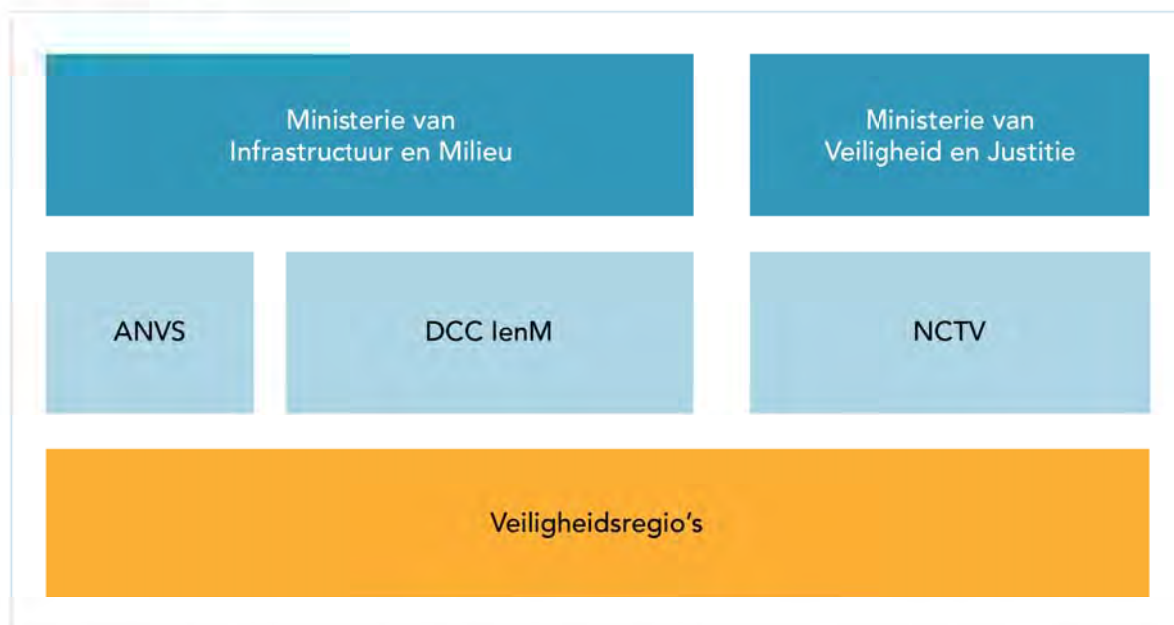 Ministerie van
Infrastructuur en Milieu
Ministerie van
Veiligheid en Justitie
ANVS
DCC IenM
NCTV
Veiligheidsregio's